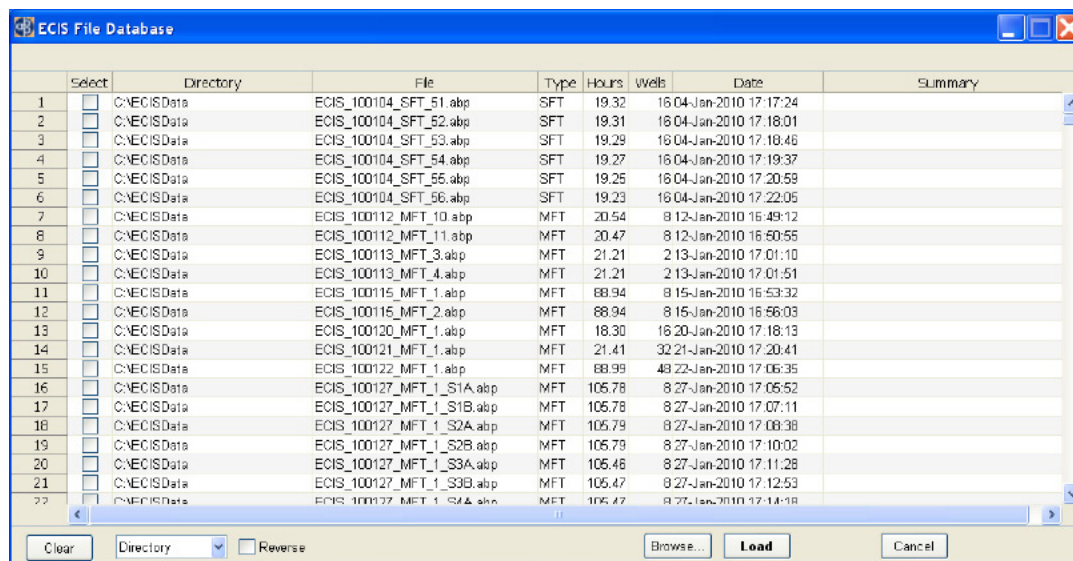 ECIS File Database
Select Directory File Type Hours Wells Date Summary
1 C:\ECISData ECIS_100104_SFT_51.abp SFT 19.32 16 04-Jan-2010 17:17:24
2 C:\ECISData ECIS_100104_SFT_52.abp SFT 19.31 16 04-Jan-2010 17:18:01
3 C:\ECISData ECIS_100104_SFT_53.abp SFT 19.29 16 04-Jan-2010 17:18:46
4 C:\ECISData ECIS_100104_SFT_54.abp SFT 19.27 16 04-Jan-2010 17:19:37
5 C:\ECISData ECIS_100104_SFT_55.abp SFT 19.25 16 04-Jan-2010 17:20:59
6 C:\ECISData ECIS_100104_SFT_56.abp SFT 19.23 16 04-Jan-2010 17:22:05
7 C:\ECISData ECIS_100112_MFT_10.abp MFT 20.54 8 12-Jan-2010 16:49:12
8 C:\ECISData ECIS_100112_MFT_11.abp MFT 20.47 8 12-Jan-2010 16:50:55
9 C:\ECISData ECIS_100113_MFT_3.abp MFT 21.21 2 13-Jan-2010 17:01:10
10 C:\ECISData ECIS_100113_MFT_4.abp MFT 21.21 2 13-Jan-2010 17:01:51
11 C:\ECISData ECIS_100115_MFT_1.abp MFT 88.94 8 15-Jan-2010 16:53:32
12 C:\ECISData ECIS_100115_MFT_2.abp MFT 88.94 8 15-Jan-2010 16:56:03
13 C:\ECISData ECIS_100120_MFT_1.abp MFT 18.30 16 20-Jan-2010 17:18:13
14 C:\ECISData ECIS_100121_MFT_1.abp MFT 21.41 32 21-Jan-2010 17:20:41
15 C:\ECISData ECIS_100122_MFT_1.abp MFT 88.99 48 22-Jan-2010 17:06:35
16 C:\ECISData ECIS_100127_MFT_1_S1A.abp MFT 105.78 8 27-Jan-2010 17:05:52
17 C:\ECISData ECIS_100127_MFT_1_S1B.abp MFT 105.78 8 27-Jan-2010 17:07:11
18 C:\ECISData ECIS_100127_MFT_1_S2A.abp MFT 105.79 8 27-Jan-2010 17:08:38
19 C:\ECISData ECIS_100127_MFT_1_S2B.abp MFT 105.79 8 27-Jan-2010 17:10:02
20 C:\ECISData ECIS_100127_MFT_1_S3A.abp MFT 105.46 8 27-Jan-2010 17:11:28
21 C:\ECISData ECIS_100127_MFT_1_S3B.abp MFT 105.47 8 27-Jan-2010 17:12:53
22 C:\ECISData ECIS_100127_MFT_1_S4A.abp MFT 105.47 8 27-Jan-2010 17:14:18
Clear Directory Reverse Browse... Load Cancel